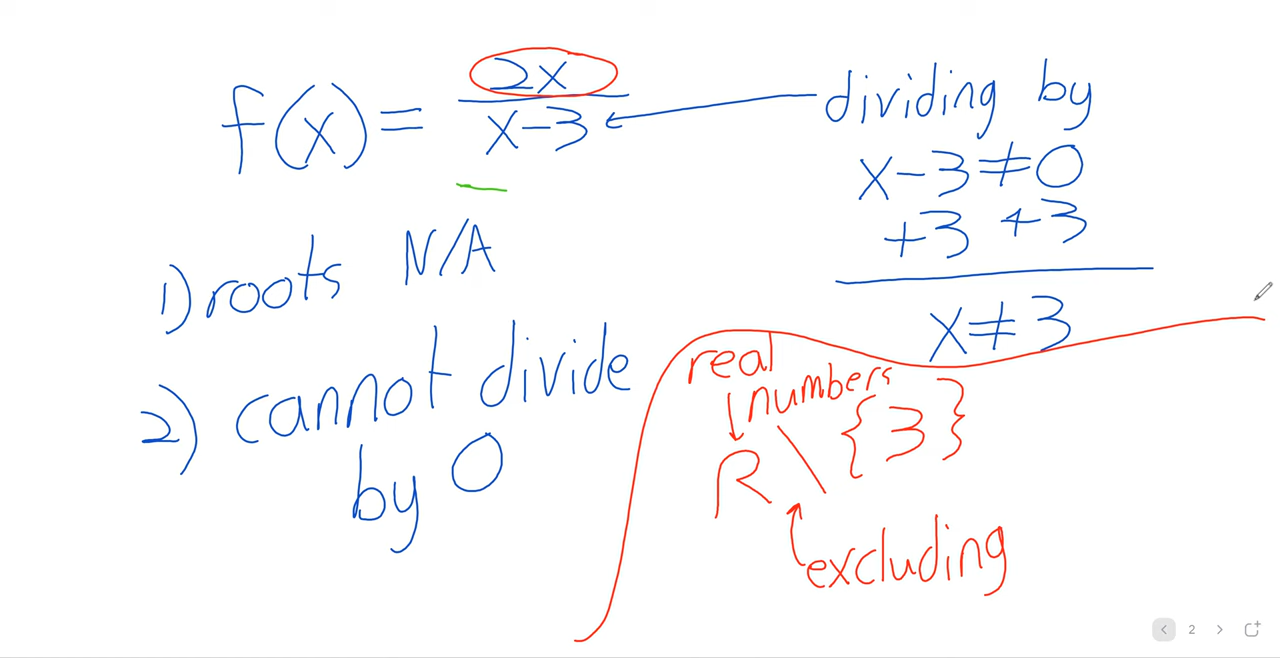 f(x) = 2x / x-3
dividing by
x-3≠0
+3 +3
x≠3
1) roots N/A
2) cannot divide
by 0
real
numbers
R \ {3}
excluding
2